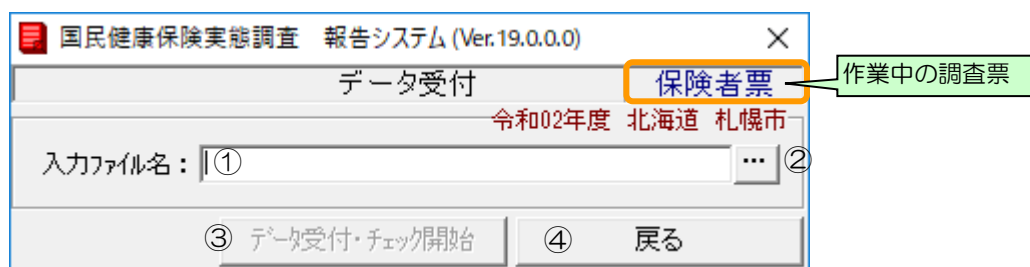 国民健康保険実態調査　報告システム (Ver.19.0.0.0)
データ受付　保険者票
作業中の調査票
令和02年度 北海道 札幌市
入力ファイル名： ① ... ②
③ データ受付・チェック開始 ④ 戻る